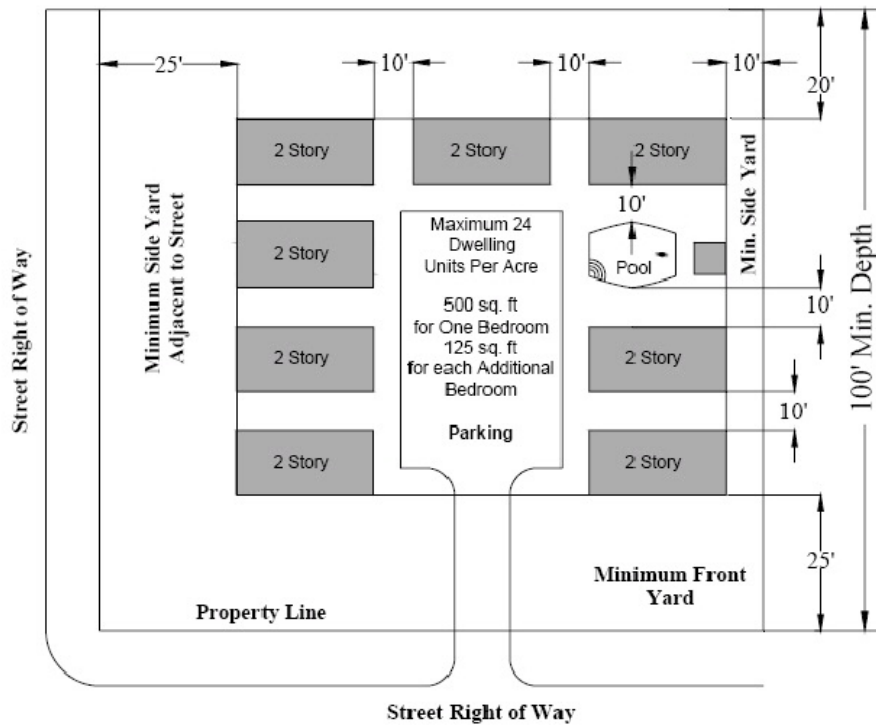 25'
10'
10'
10'
20'
2 Story
2 Story
2 Story
10'
Maximum 24
Dwelling
Units Per Acre
500 sq. ft
for One Bedroom
125 sq. ft
for each Additional
Bedroom
Parking
2 Story
Pool
Min. Side Yard
10'
100' Min. Depth
Minimum Side Yard
Adjacent to Street
Street Right of Way
2 Story
2 Story
10'
2 Story
2 Story
25'
Minimum Front
Yard
Property Line
Street Right of Way